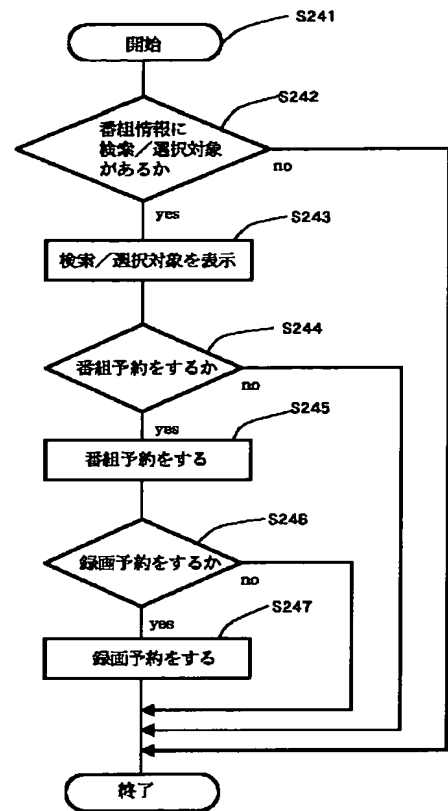 S241
開始
S242
番組情報に
検索／選択対象
があるか
no
yes
S243
検索／選択対象を表示
S244
番組予約をするか
no
yes
S245
番組予約をする
S246
録画予約をするか
no
yes
S247
録画予約をする
終了